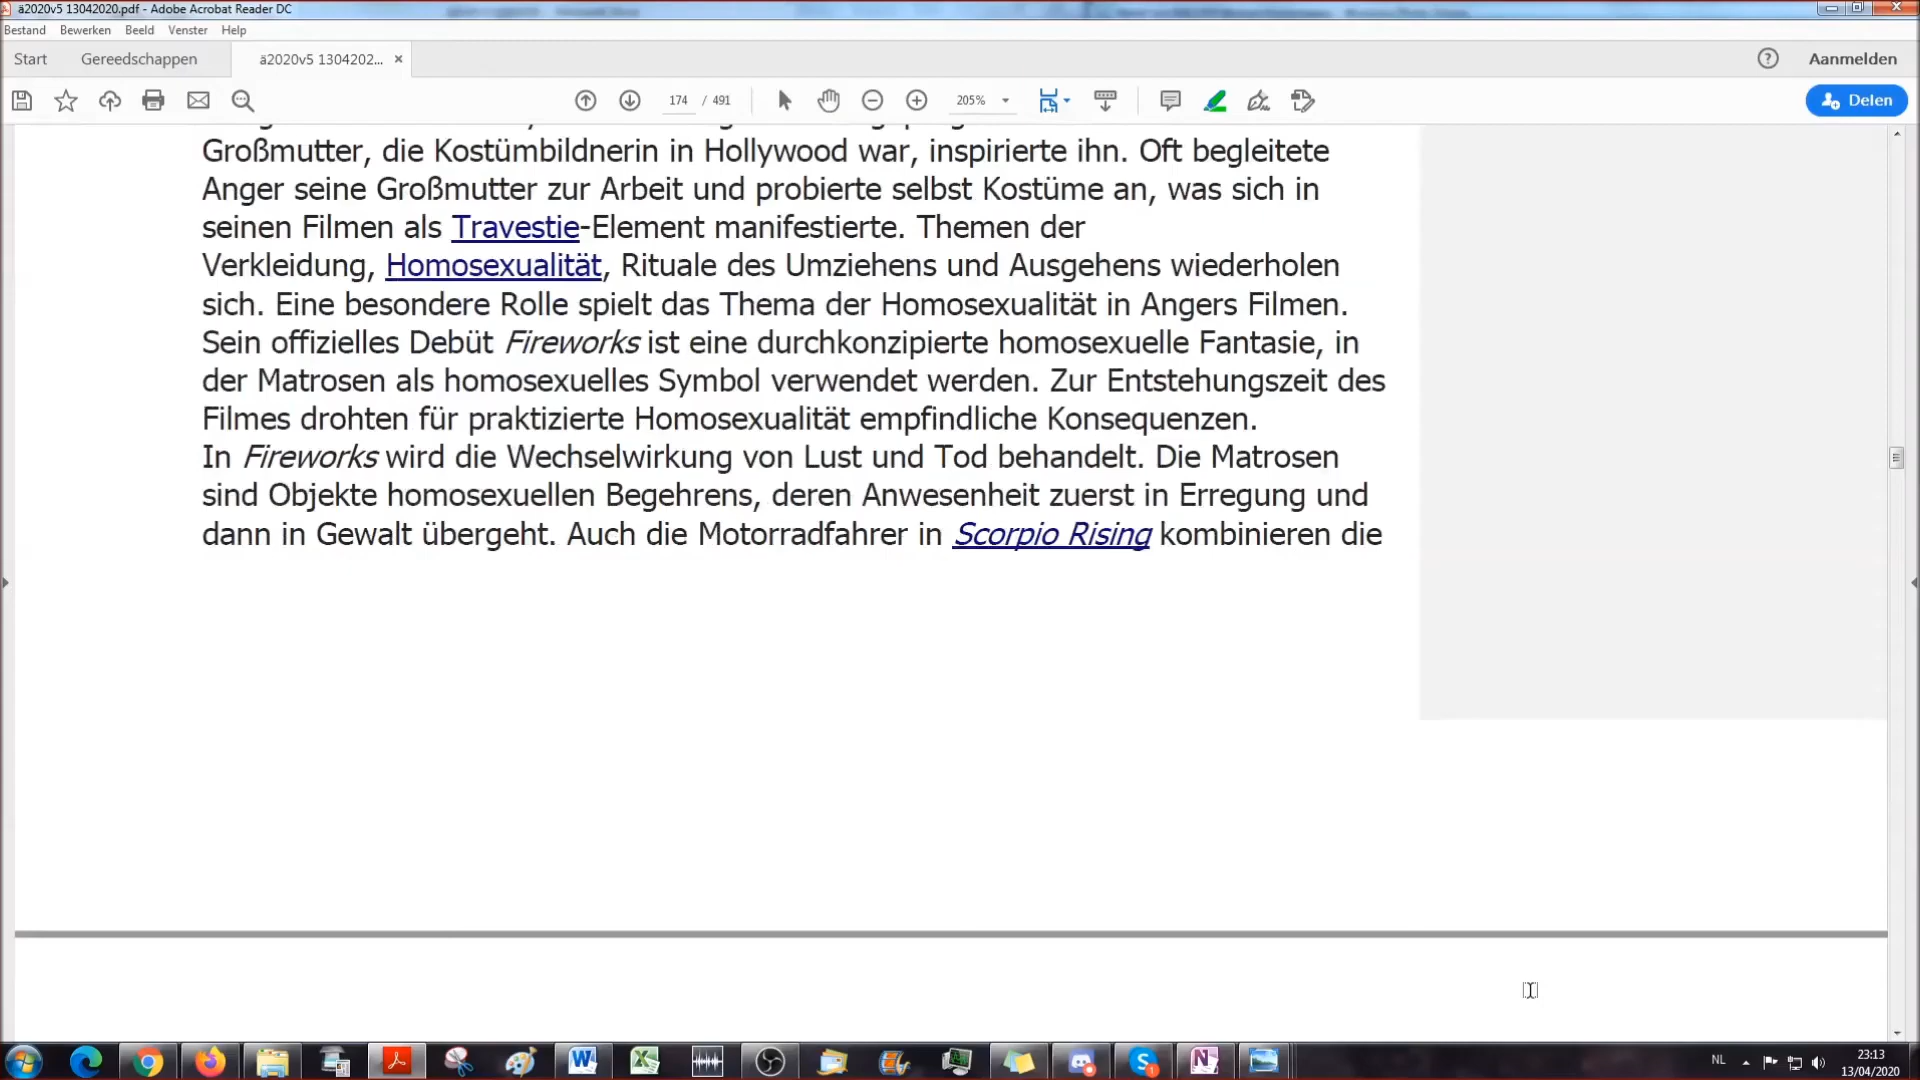 ä2020v5 13042020.pdf - Adobe Acrobat Reader DC
Bestand Bewerken Beeld Venster Help
Start Gereedschappen ä2020v5 1304202... × Aanmelden
174 / 491 205% Delen
Großmutter, die Kostümbildnerin in Hollywood war, inspirierte ihn. Oft begleitete
Anger seine Großmutter zur Arbeit und probierte selbst Kostüme an, was sich in
seinen Filmen als Travestie-Element manifestierte. Themen der
Verkleidung, Homosexualität, Rituale des Umziehens und Ausgehens wiederholen
sich. Eine besondere Rolle spielt das Thema der Homosexualität in Angers Filmen.
Sein offizielles Debüt Fireworks ist eine durchkonzipierte homosexuelle Fantasie, in
der Matrosen als homosexuelles Symbol verwendet werden. Zur Entstehungszeit des
Filmes drohten für praktizierte Homosexualität empfindliche Konsequenzen.
In Fireworks wird die Wechselwirkung von Lust und Tod behandelt. Die Matrosen
sind Objekte homosexuellen Begehrens, deren Anwesenheit zuerst in Erregung und
dann in Gewalt übergeht. Auch die Motorradfahrer in Scorpio Rising kombinieren die
NL 23:13
13/04/2020